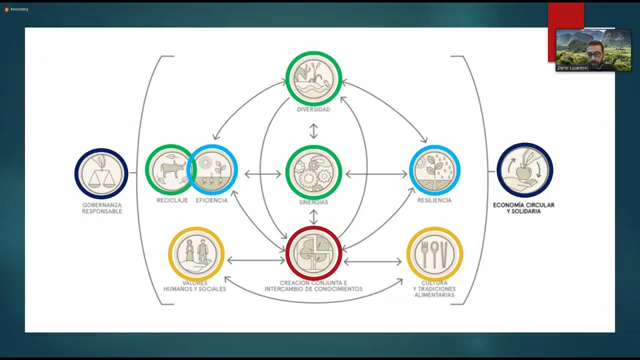 DIVERSIDAD
GOBERNANZA
RESPONSABLE
RECICLAJE
EFICIENCIA
SINERGIAS
RESILIENCIA
ECONOMÍA CIRCULAR
Y SOLIDARIA
VALORES
HUMANOS Y SOCIALES
CREACIÓN CONJUNTA E
INTERCAMBIO DE CONOCIMIENTOS
CULTURA
Y TRADICIONES
ALIMENTARIAS